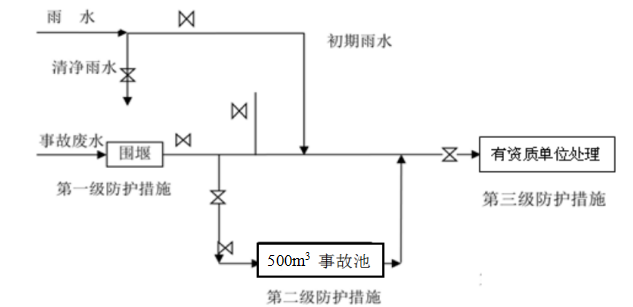 雨 水
初期雨水
清净雨水
事故废水
围堰
有资质单位处理
第一级防护措施
第三级防护措施
500m³ 事故池
第二级防护措施